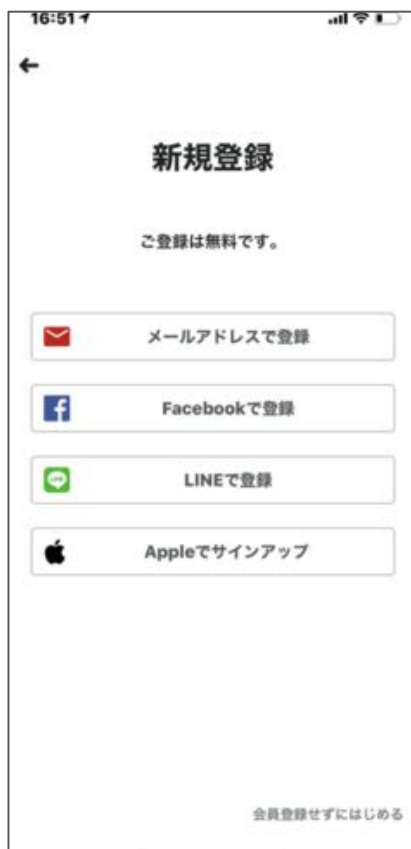 16:51
新規登録
ご登録は無料です。
メールアドレスで登録
Facebookで登録
LINEで登録
Appleでサインアップ
会員登録せずにはじめる